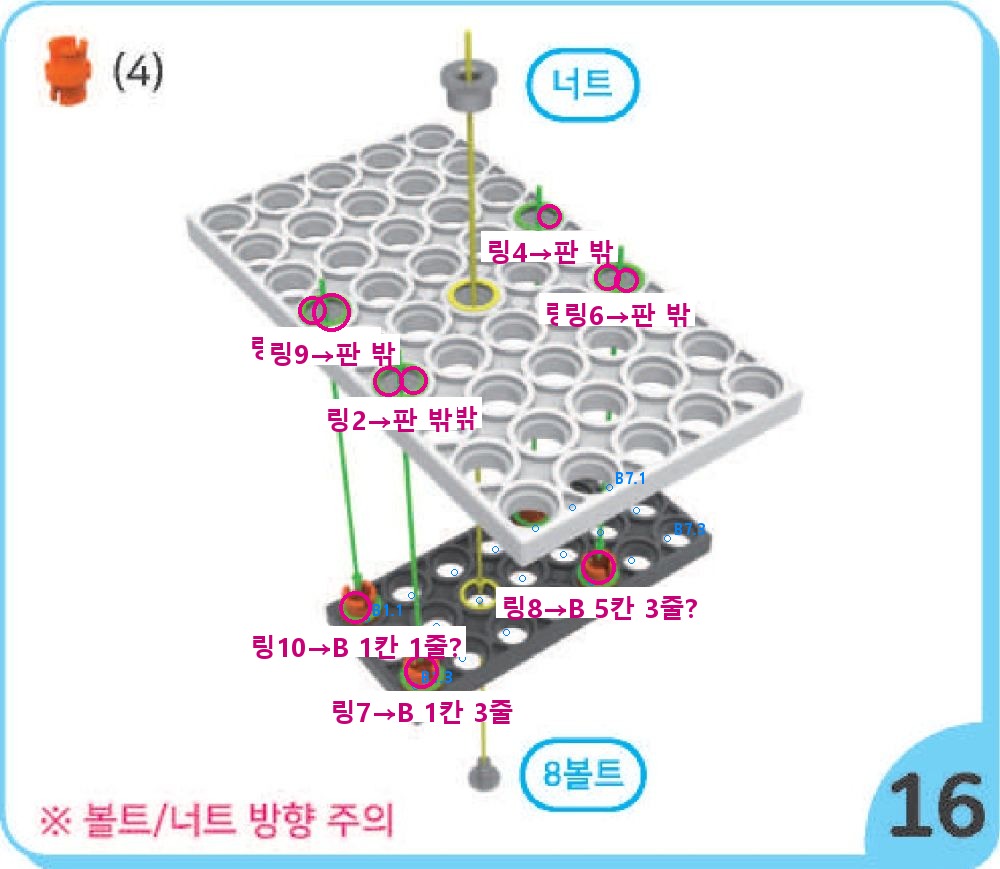 (4)
너트
링4→판 밖
링6→판 밖
링9→판 밖
링2→판 밖밖
B7.1
B7.3
링8→B 5칸 3줄?
B1.1
링10→B 1칸 1줄?
링7→B 1칸 3줄
8볼트
※ 볼트/너트 방향 주의
16